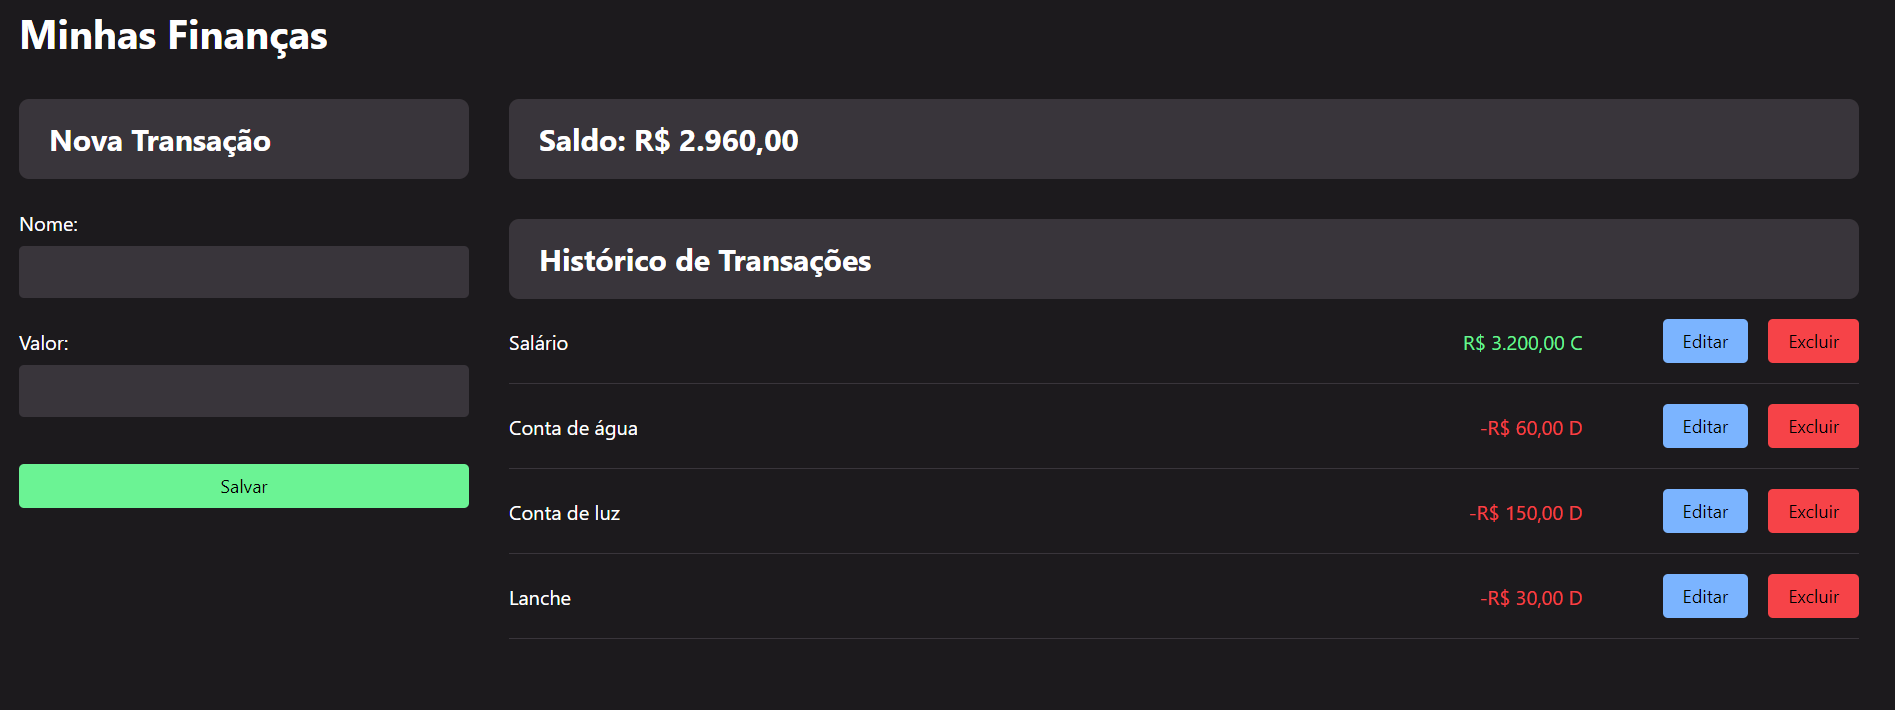 Minhas Finanças
Nova Transação
Nome:
Valor:
Salvar
Saldo: R$ 2.960,00
Histórico de Transações
Salário R$ 3.200,00 C Editar Excluir
Conta de água -R$ 60,00 D Editar Excluir
Conta de luz -R$ 150,00 D Editar Excluir
Lanche -R$ 30,00 D Editar Excluir